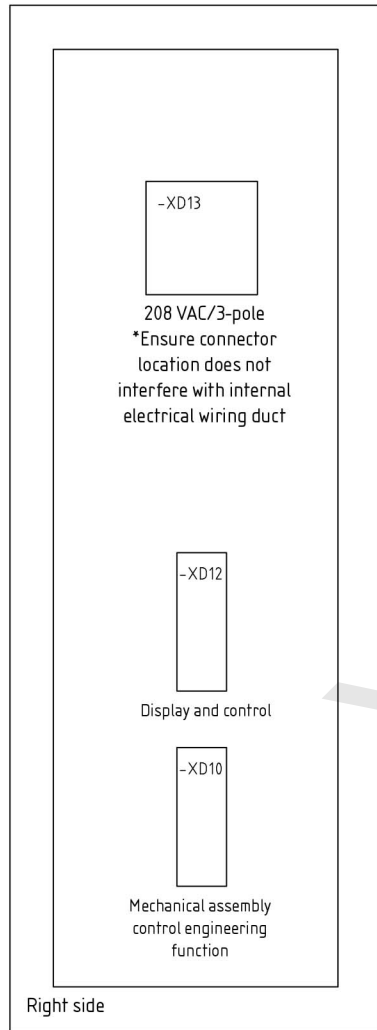 -XD13
208 VAC/3-pole
*Ensure connector
location does not
interfere with internal
electrical wiring duct
-XD12
Display and control
-XD10
Mechanical assembly
control engineering
function
Right side